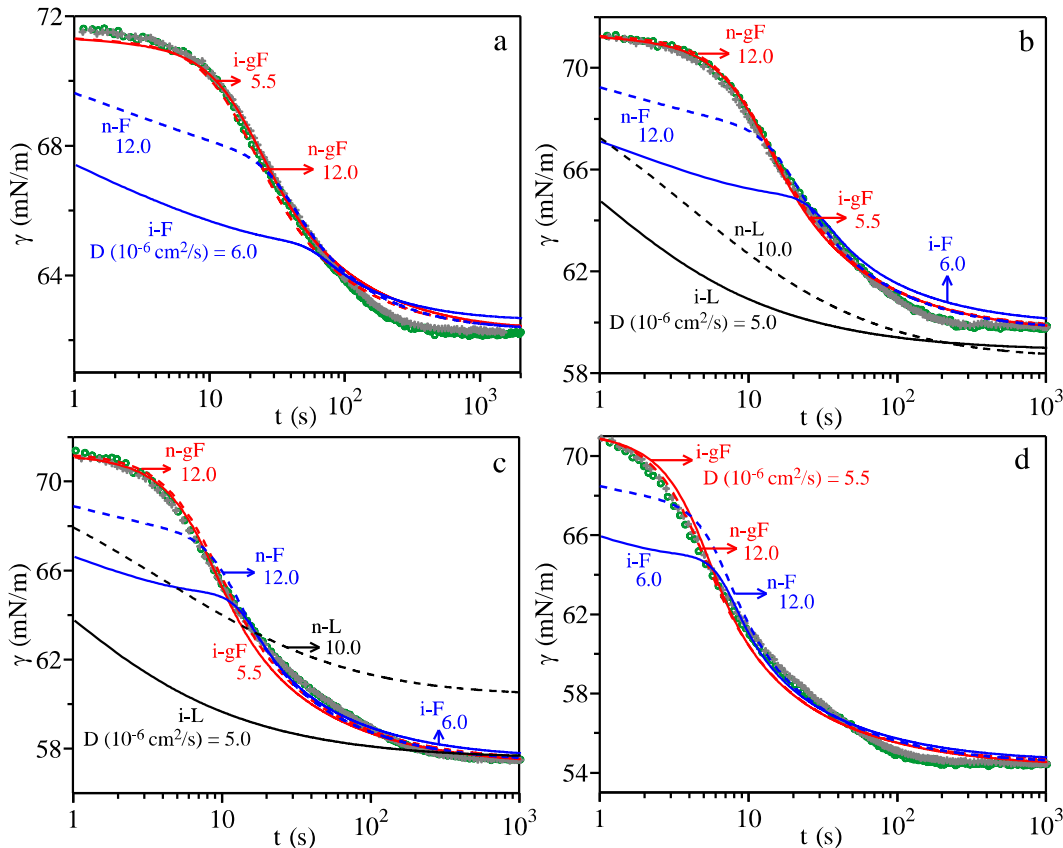 72
a
i-gF
5.5
68
n-F
12.0
n-gF
12.0
i-F
D (10⁻⁶ cm²/s) = 6.0
64
γ (mN/m)
1 10 10² 10³
t (s)
b
70
n-gF
12.0
n-F
12.0
66
i-gF
5.5
n-L
10.0
i-F
6.0
62
i-L
D (10⁻⁶ cm²/s) = 5.0
58
γ (mN/m)
1 10 10² 10³
t (s)
c
n-gF
12.0
70
n-F
12.0
66
n-L
10.0
i-gF
5.5
62
i-L
i-F
6.0
D (10⁻⁶ cm²/s) = 5.0
58
γ (mN/m)
1 10 10² 10³
t (s)
d
70
i-gF
D (10⁻⁶ cm²/s) = 5.5
66
n-gF
12.0
i-F
6.0
n-F
12.0
62
58
54
γ (mN/m)
1 10 10² 10³
t (s)